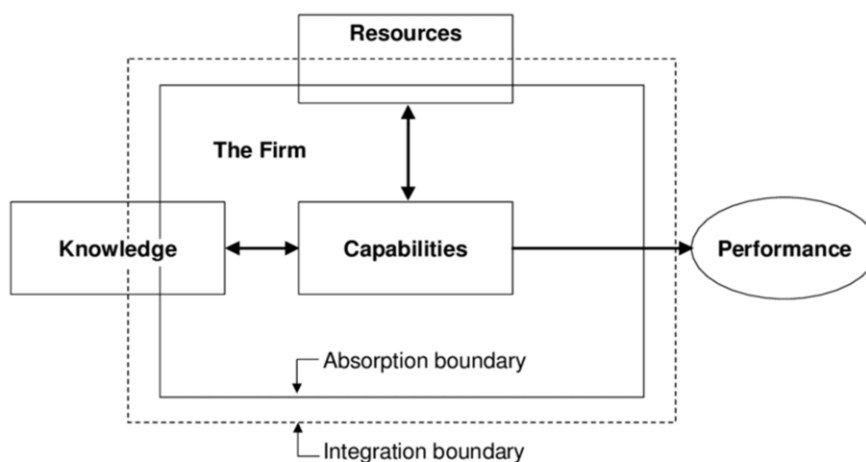 Resources
The Firm
Knowledge
Capabilities
Performance
Absorption boundary
Integration boundary